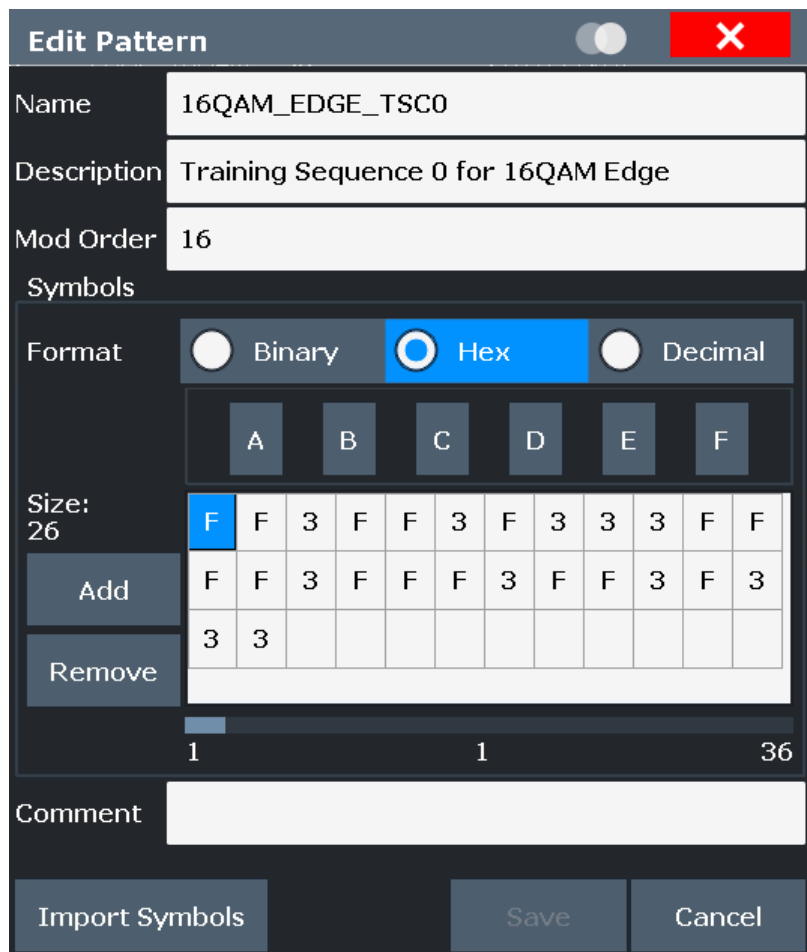 Edit Pattern
Name 16QAM_EDGE_TSC0
Description Training Sequence 0 for 16QAM Edge
Mod Order 16
Symbols
Format Binary Hex Decimal
A B C D E F
Size:
26
F F 3 F F 3 F 3 3 3 F F
Add
F F 3 F F F 3 F F 3 F 3
3 3
Remove
1 1 36
Comment
Import Symbols Save Cancel